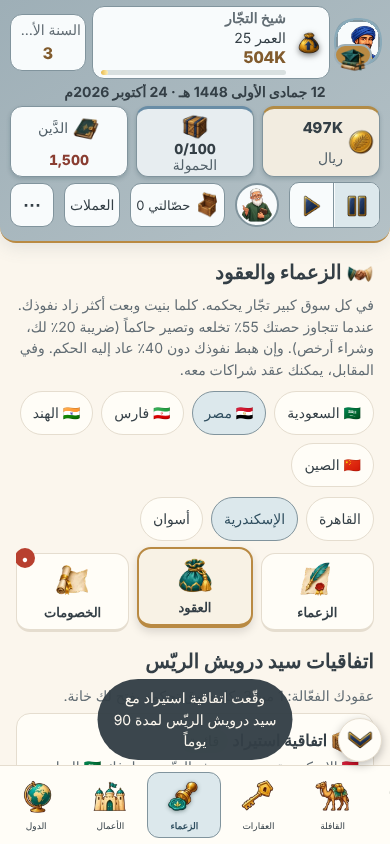 شيخ التجّار
العمر 25
504K
السنة الأ...
3
12 جمادى الأولى 1448 هـ · 24 أكتوبر 2026م
497K
ريال
0/100
الحمولة
الدَّين
1,500
حصّالتي 0
العملات
...
الزعماء والعقود
في كل سوق كبير تجّار يحكمه. كلما بنيت وبعت أكثر زاد نفوذك.
عندما تتجاوز حصتك 55٪ تخلعه وتصير حاكماً (ضريبة 20٪ لك،
وشراء أرخص). وإن هبط نفوذك دون 40٪ عاد إليه الحكم. وفي
المقابل، يمكنك عقد شراكات معه.
السعودية
مصر
فارس
الهند
الصين
القاهرة
الإسكندرية
أسوان
الزعماء
العقود
الخصومات
اتفاقيات سيد درويش الريّس
عقودك الفعّالة:
خانة.
وقّعت اتفاقية استيراد مع
سيد درويش الريّس لمدة 90
يوماً
اتفاقية استيراد
القافلة
العقارات
الزعماء
الأعمال
الدول